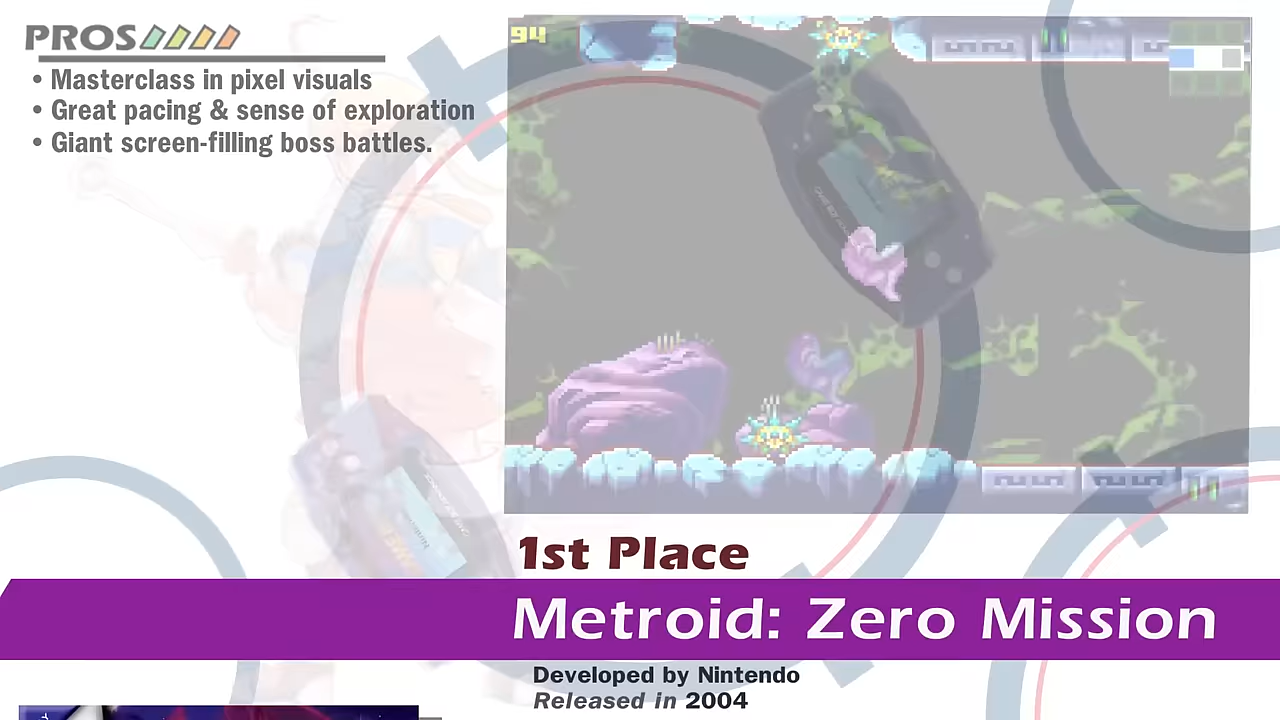 PROS
• Masterclass in pixel visuals
• Great pacing & sense of exploration
• Giant screen-filling boss battles.
94
1st Place
Metroid: Zero Mission
Developed by Nintendo
Released in 2004